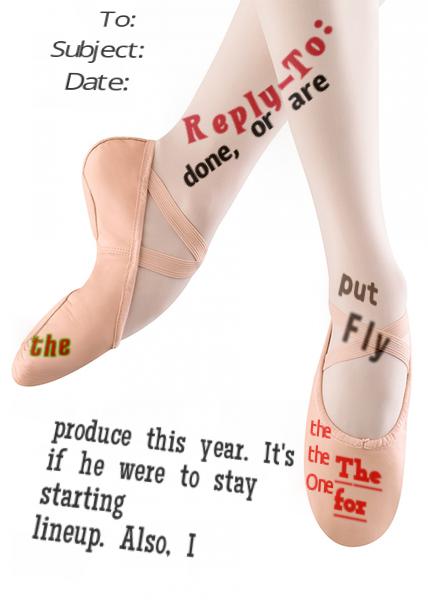 To:
Subject:
Date:
Reply-To:
done, or are
put
Fly
the
produce this year. It's
if he were to stay
starting
lineup. Also, I
the
the
One
The
fox